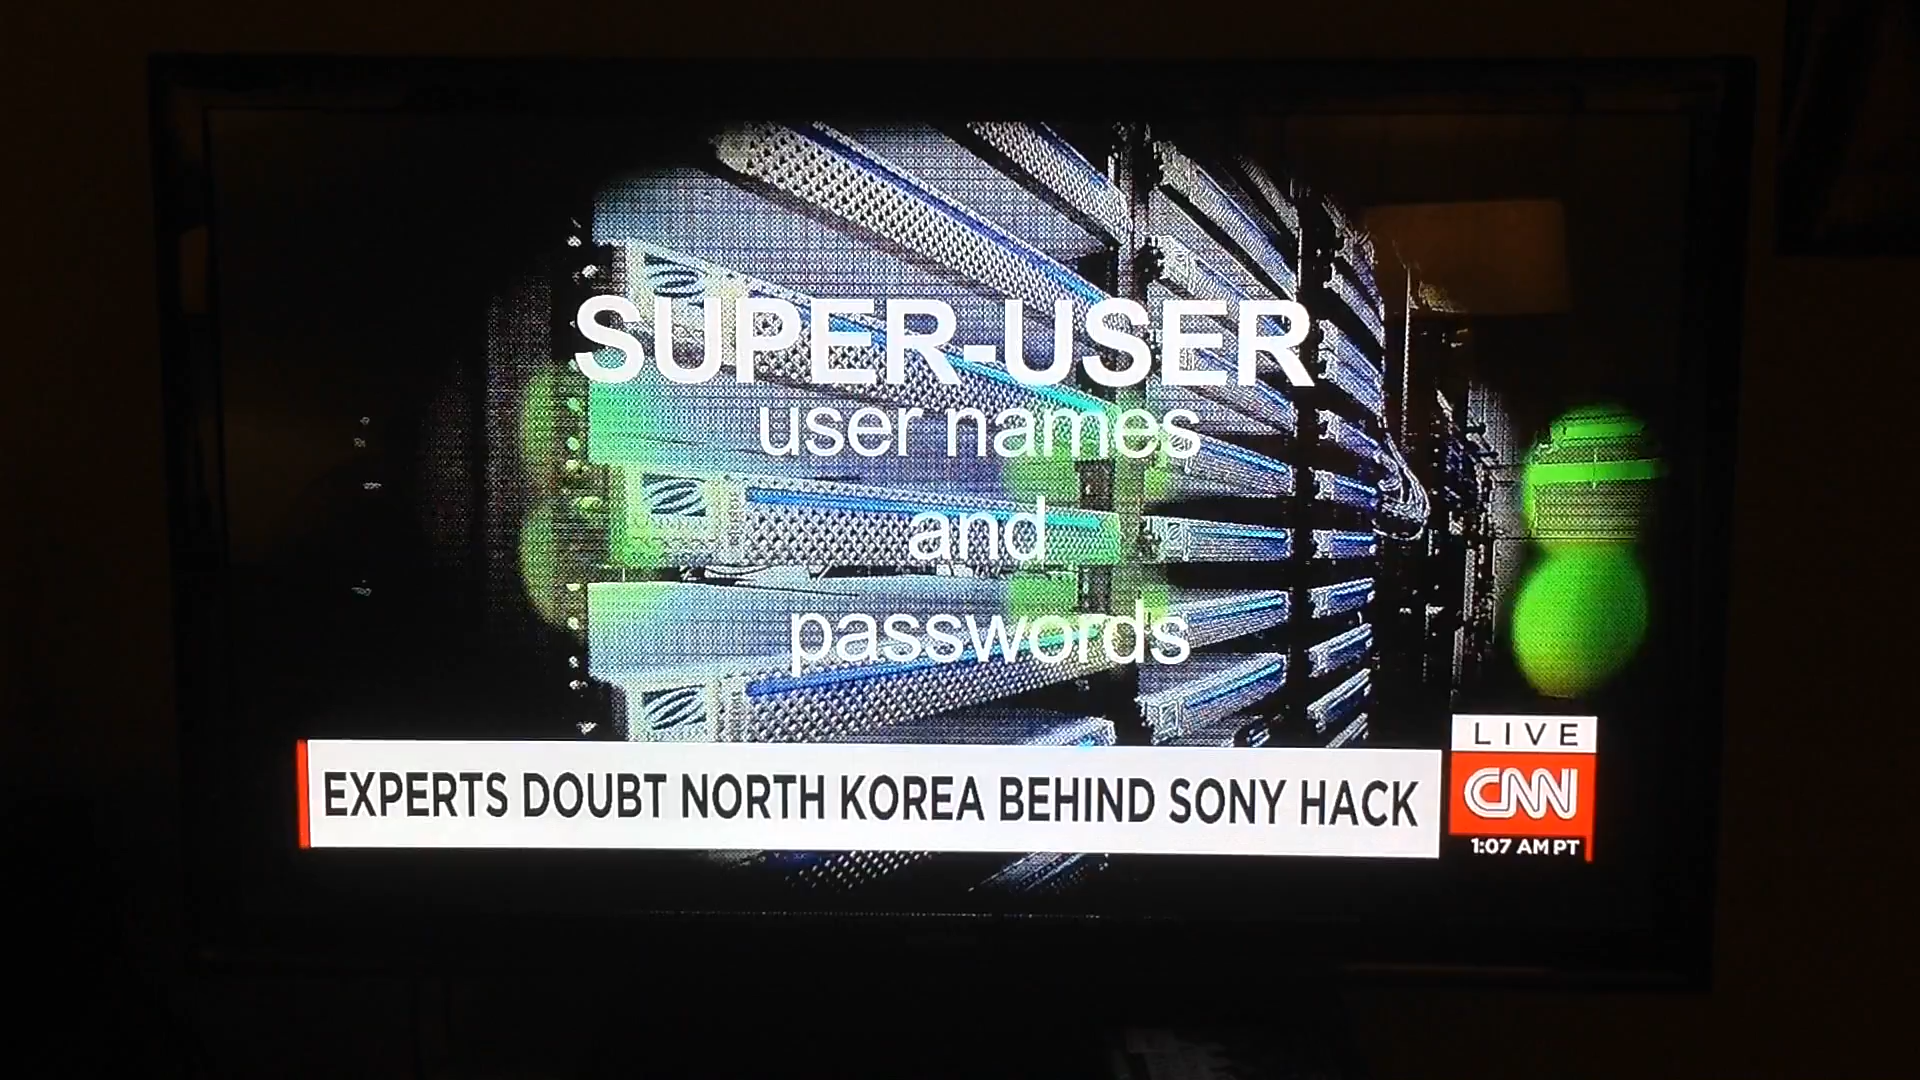 SUPER-USER
user names
and
passwords
LIVE
EXPERTS DOUBT NORTH KOREA BEHIND SONY HACK
CNN
1:07 AM PT